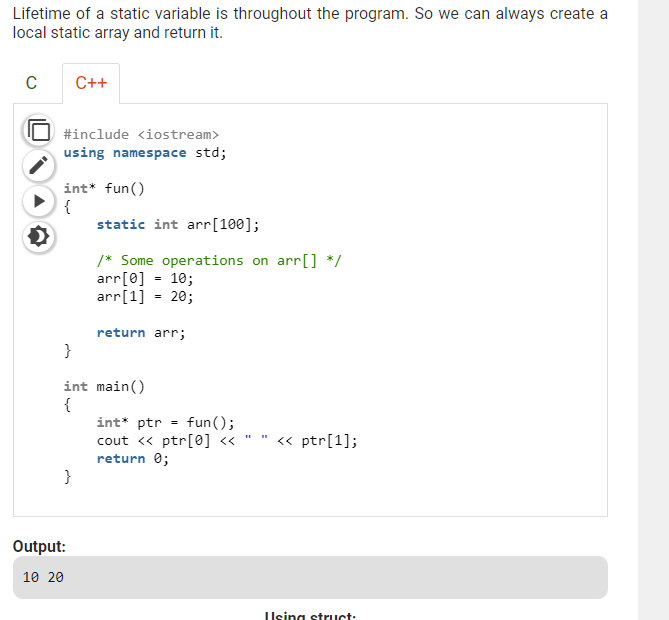 Lifetime of a static variable is throughout the program. So we can always create a
local static array and return it.
C
C++
#include <iostream>
using namespace std;
int* fun()
{
static int arr[100];
/* Some operations on arr[] */
arr[0] = 10;
arr[1] = 20;
return arr;
}
int main()
{
int* ptr = fun();
cout << ptr[0] << " " << ptr[1];
return 0;
}
Output:
10 20
Using struct: